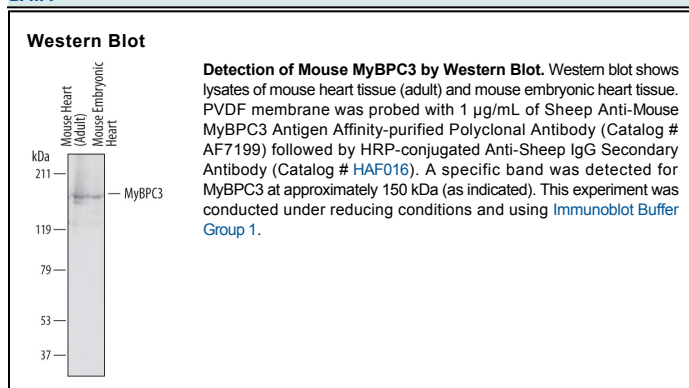 Western Blot
Mouse Heart
(Adult)
Mouse Embryonic
Heart
kDa
211
MyBPC3
119
79
53
37
Detection of Mouse MyBPC3 by Western Blot. Western blot shows
lysates of mouse heart tissue (adult) and mouse embryonic heart tissue.
PVDF membrane was probed with 1 µg/mL of Sheep Anti-Mouse
MyBPC3 Antigen Affinity-purified Polyclonal Antibody (Catalog #
AF7199) followed by HRP-conjugated Anti-Sheep IgG Secondary
Antibody (Catalog # HAF016). A specific band was detected for
MyBPC3 at approximately 150 kDa (as indicated). This experiment was
conducted under reducing conditions and using Immunoblot Buffer
Group 1.